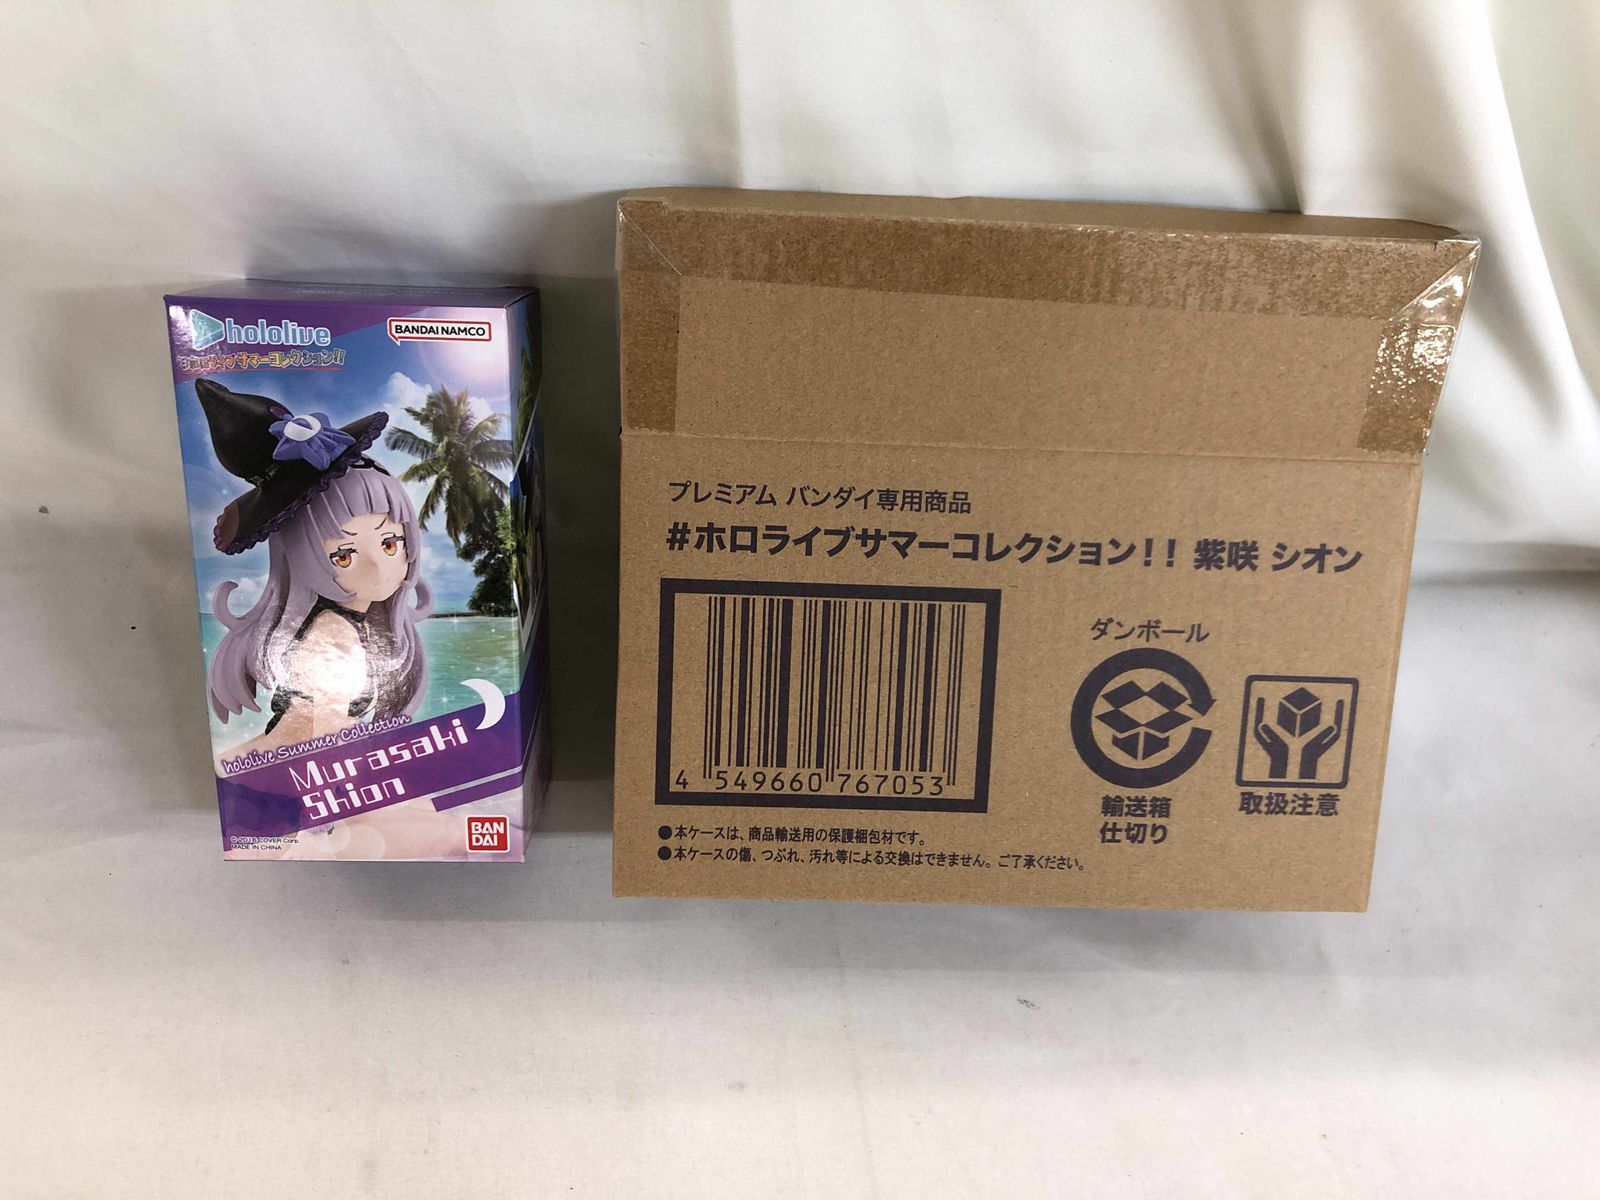 hololive
BANDAI NAMCO
#ホロライブサマーコレクション!!
hololive Summer Collection
Murasaki
Shion
© 2016 COVER Corp.
MADE IN CHINA
BAN
DAI
プレミアム バンダイ専用商品
#ホロライブサマーコレクション!! 紫咲 シオン
4 549660 767053
ダンボール
輸送箱
仕切り
取扱注意
●本ケースは、商品輸送用の保護梱包材です。
●本ケースの傷、つぶれ、汚れ等による交換はできません。ご了承ください。